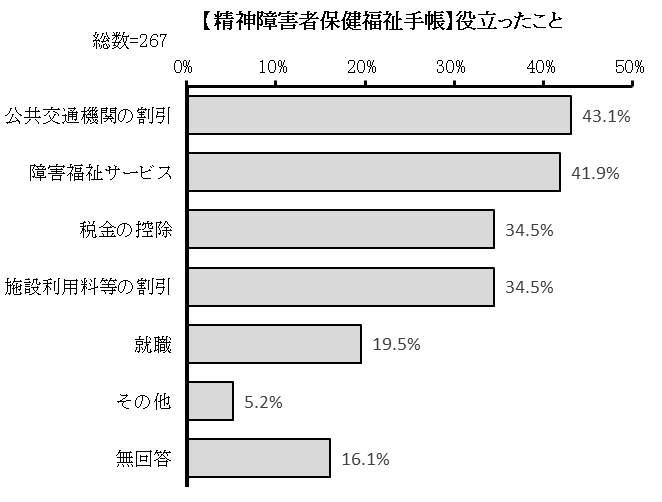 【精神障害者保健福祉手帳】役立ったこと
総数=267
0% 10% 20% 30% 40% 50%
公共交通機関の割引 43.1%
障害福祉サービス 41.9%
税金の控除 34.5%
施設利用料等の割引 34.5%
就職 19.5%
その他 5.2%
無回答 16.1%